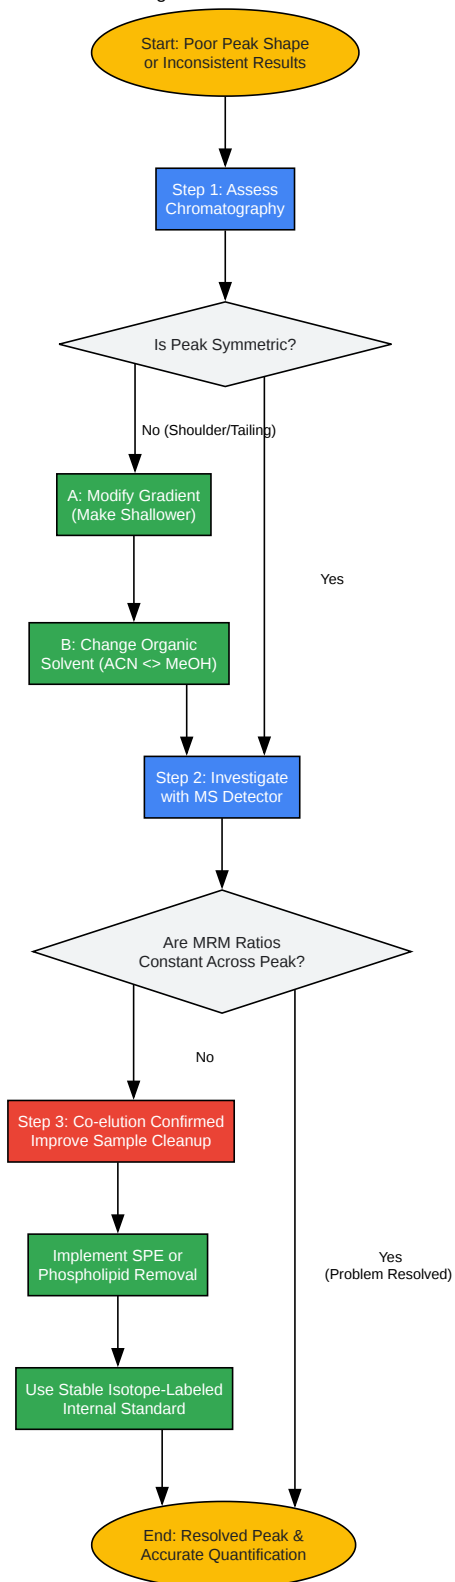 Start: Poor Peak Shape
or Inconsistent Results
Step 1: Assess
Chromatography
Is Peak Symmetric?
No (Shoulder/Tailing)
A: Modify Gradient
(Make Shallower)
Yes
B: Change Organic
Solvent (ACN <> MeOH)
Step 2: Investigate
with MS Detector
Are MRM Ratios
Constant Across Peak?
No
Step 3: Co-elution Confirmed
Improve Sample Cleanup
Implement SPE or
Phospholipid Removal
Yes
(Problem Resolved)
Use Stable Isotope-Labeled
Internal Standard
End: Resolved Peak &
Accurate Quantification